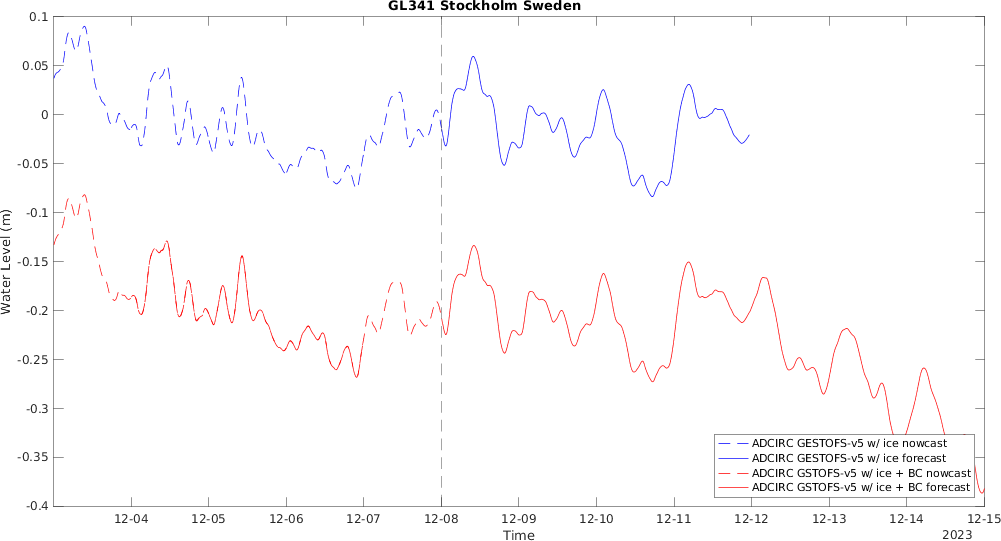 GL341 Stockholm Sweden
0.1
0.05
0
-0.05
-0.1
-0.15
-0.2
-0.25
-0.3
-0.35
-0.4
Water Level (m)
ADCIRC GESTOFS-v5 w/ ice nowcast
ADCIRC GESTOFS-v5 w/ ice forecast
ADCIRC GSTOFS-v5 w/ ice + BC nowcast
ADCIRC GSTOFS-v5 w/ ice + BC forecast
12-04 12-05 12-06 12-07 12-08 12-09 12-10 12-11 12-12 12-13 12-14 12-15
Time
2023